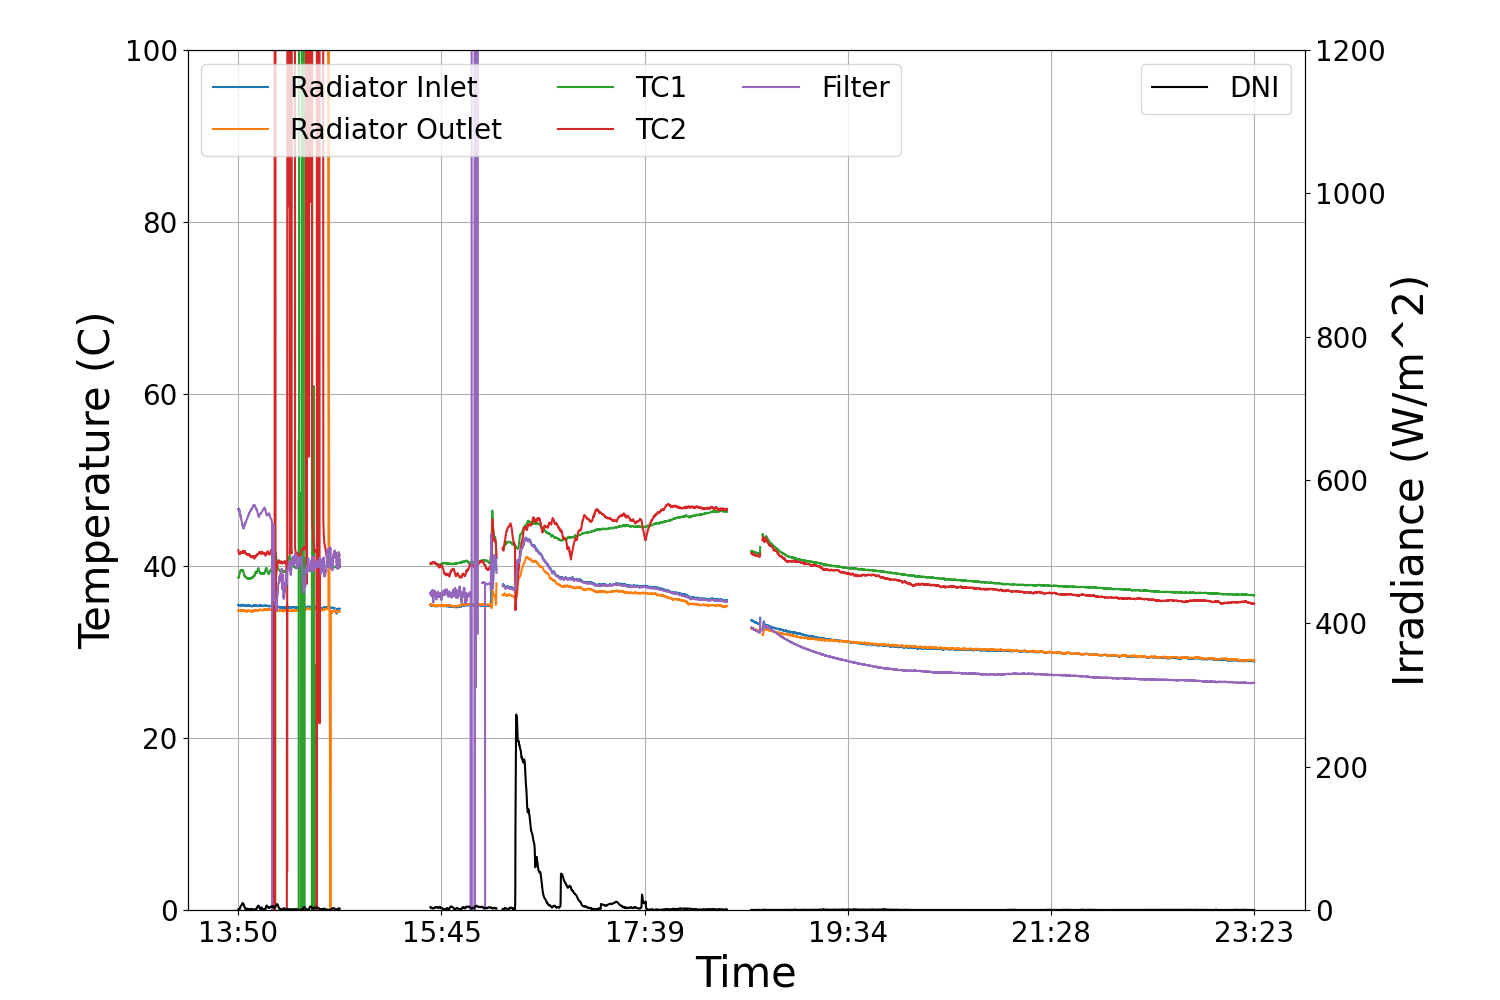 100
80
60
40
20
0
Temperature (C)
Radiator Inlet
Radiator Outlet
TC1
TC2
Filter
DNI
1200
1000
800
600
400
200
0
Irradiance (W/m^2)
13:50 15:45 17:39 19:34 21:28 23:23
Time